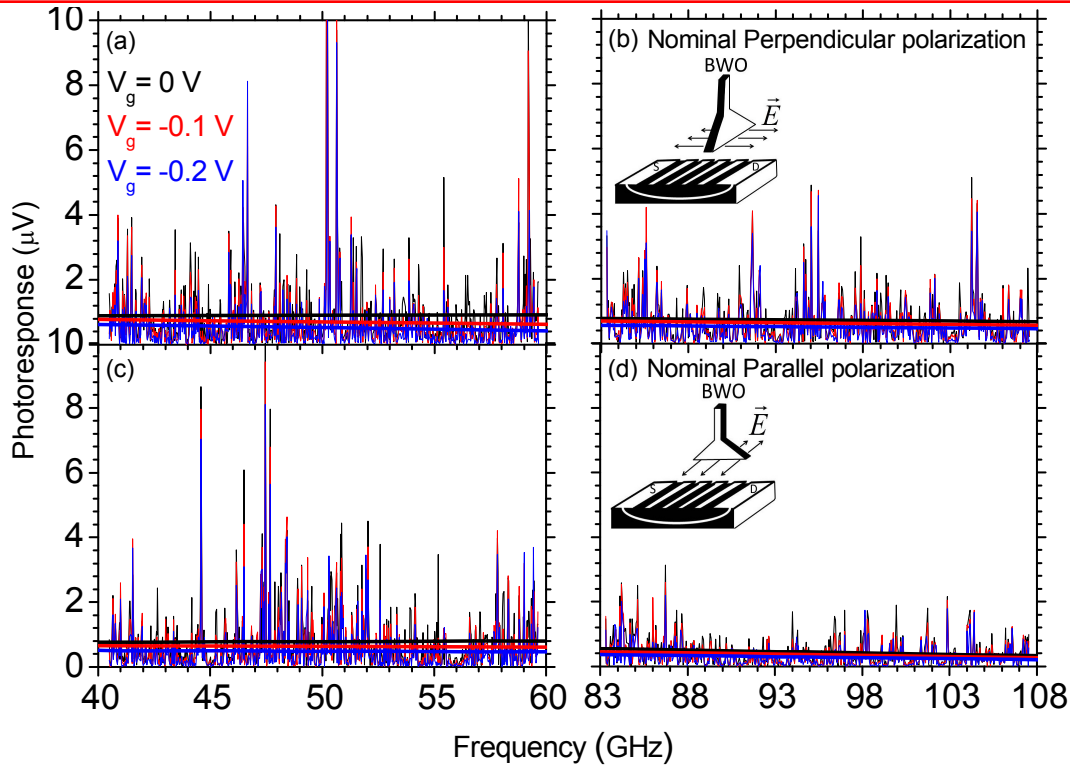 (a)
V_g= 0 V
V_g= -0.1 V
V_g= -0.2 V
(b) Nominal Perpendicular polarization
BWO
E⃗
S D
(c)
(d) Nominal Parallel polarization
BWO
E⃗
S D
Photoresponse (μV)
10
8
6
4
2
10
8
6
4
2
0
40 45 50 55 60
83 88 93 98 103 108
Frequency (GHz)